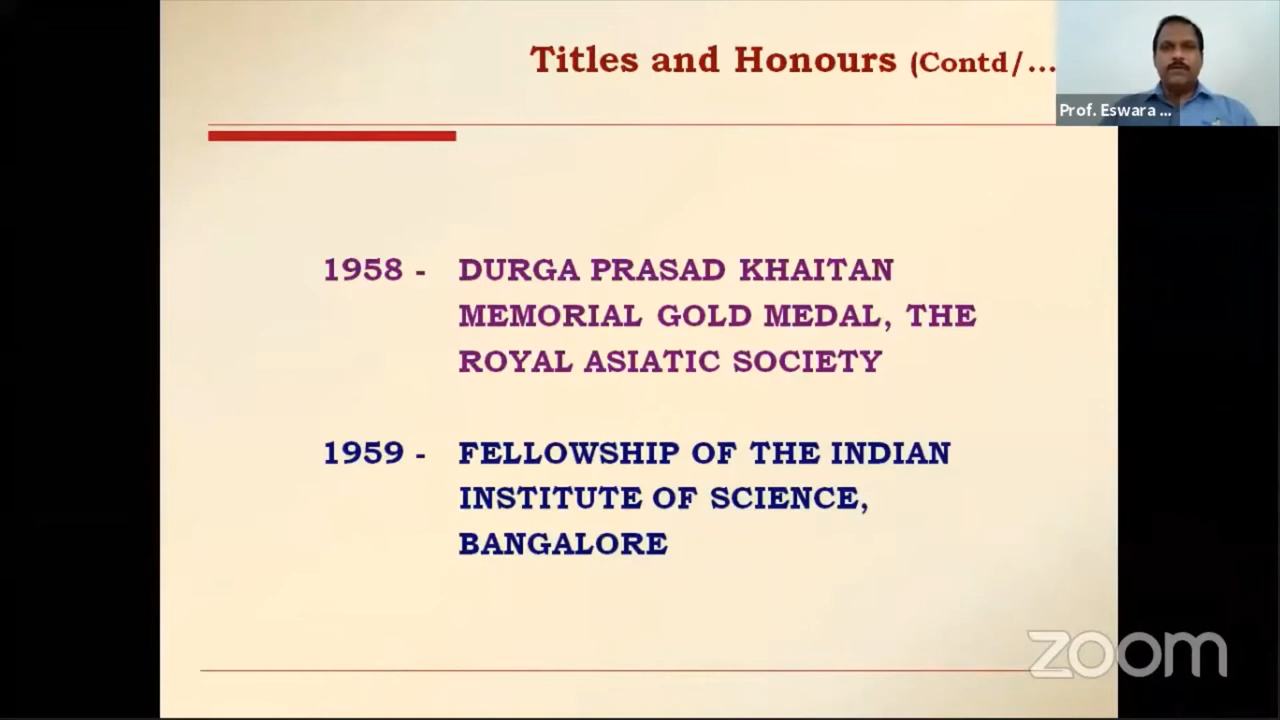 Titles and Honours (Contd/...
Prof. Eswara ...
1958 - DURGA PRASAD KHAITAN
MEMORIAL GOLD MEDAL, THE
ROYAL ASIATIC SOCIETY
1959 - FELLOWSHIP OF THE INDIAN
INSTITUTE OF SCIENCE,
BANGALORE
zoom